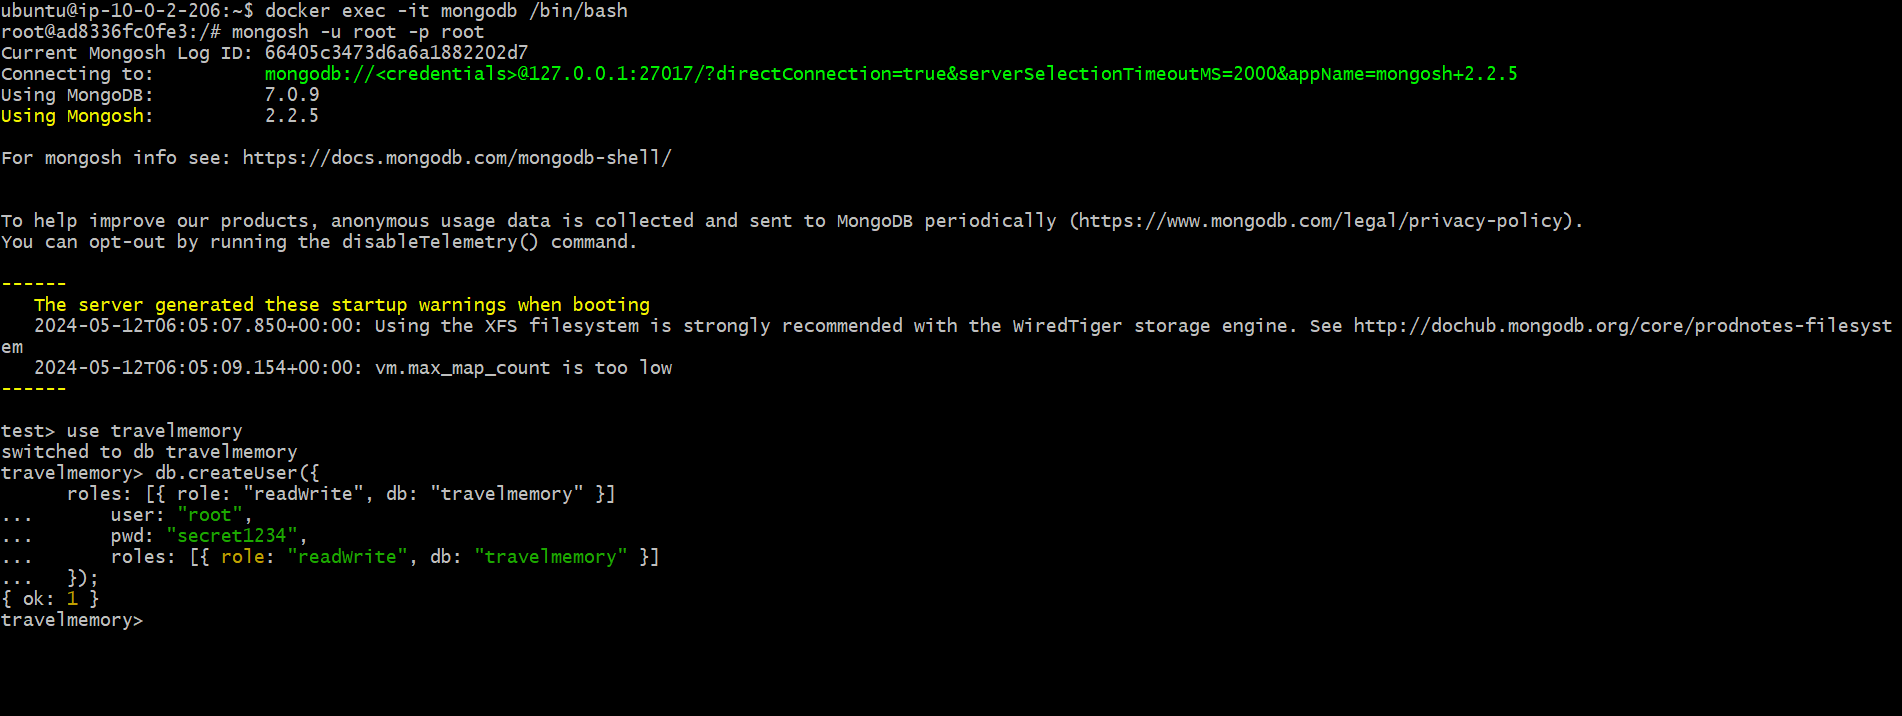 ubuntu@ip-10-0-2-206:~$ docker exec -it mongodb /bin/bash
root@ad8336fc0fe3:/# mongosh -u root -p root
Current Mongosh Log ID: 66405c3473d6a6a1882202d7
Connecting to:          mongodb://<credentials>@127.0.0.1:27017/?directConnection=true&serverSelectionTimeoutMS=2000&appName=mongosh+2.2.5
Using MongoDB:          7.0.9
Using Mongosh:          2.2.5
For mongosh info see: https://docs.mongodb.com/mongodb-shell/
To help improve our products, anonymous usage data is collected and sent to MongoDB periodically (https://www.mongodb.com/legal/privacy-policy).
You can opt-out by running the disableTelemetry() command.
------
   The server generated these startup warnings when booting
   2024-05-12T06:05:07.850+00:00: Using the XFS filesystem is strongly recommended with the WiredTiger storage engine. See http://dochub.mongodb.org/core/prodnotes-filesyst
em
   2024-05-12T06:05:09.154+00:00: vm.max_map_count is too low
------
test> use travelmemory
switched to db travelmemory
travelmemory> db.createUser({
      roles: [{ role: "readWrite", db: "travelmemory" }]
...       user: "root",
...       pwd: "secret1234",
...       roles: [{ role: "readWrite", db: "travelmemory" }]
...   });
{ ok: 1 }
travelmemory>